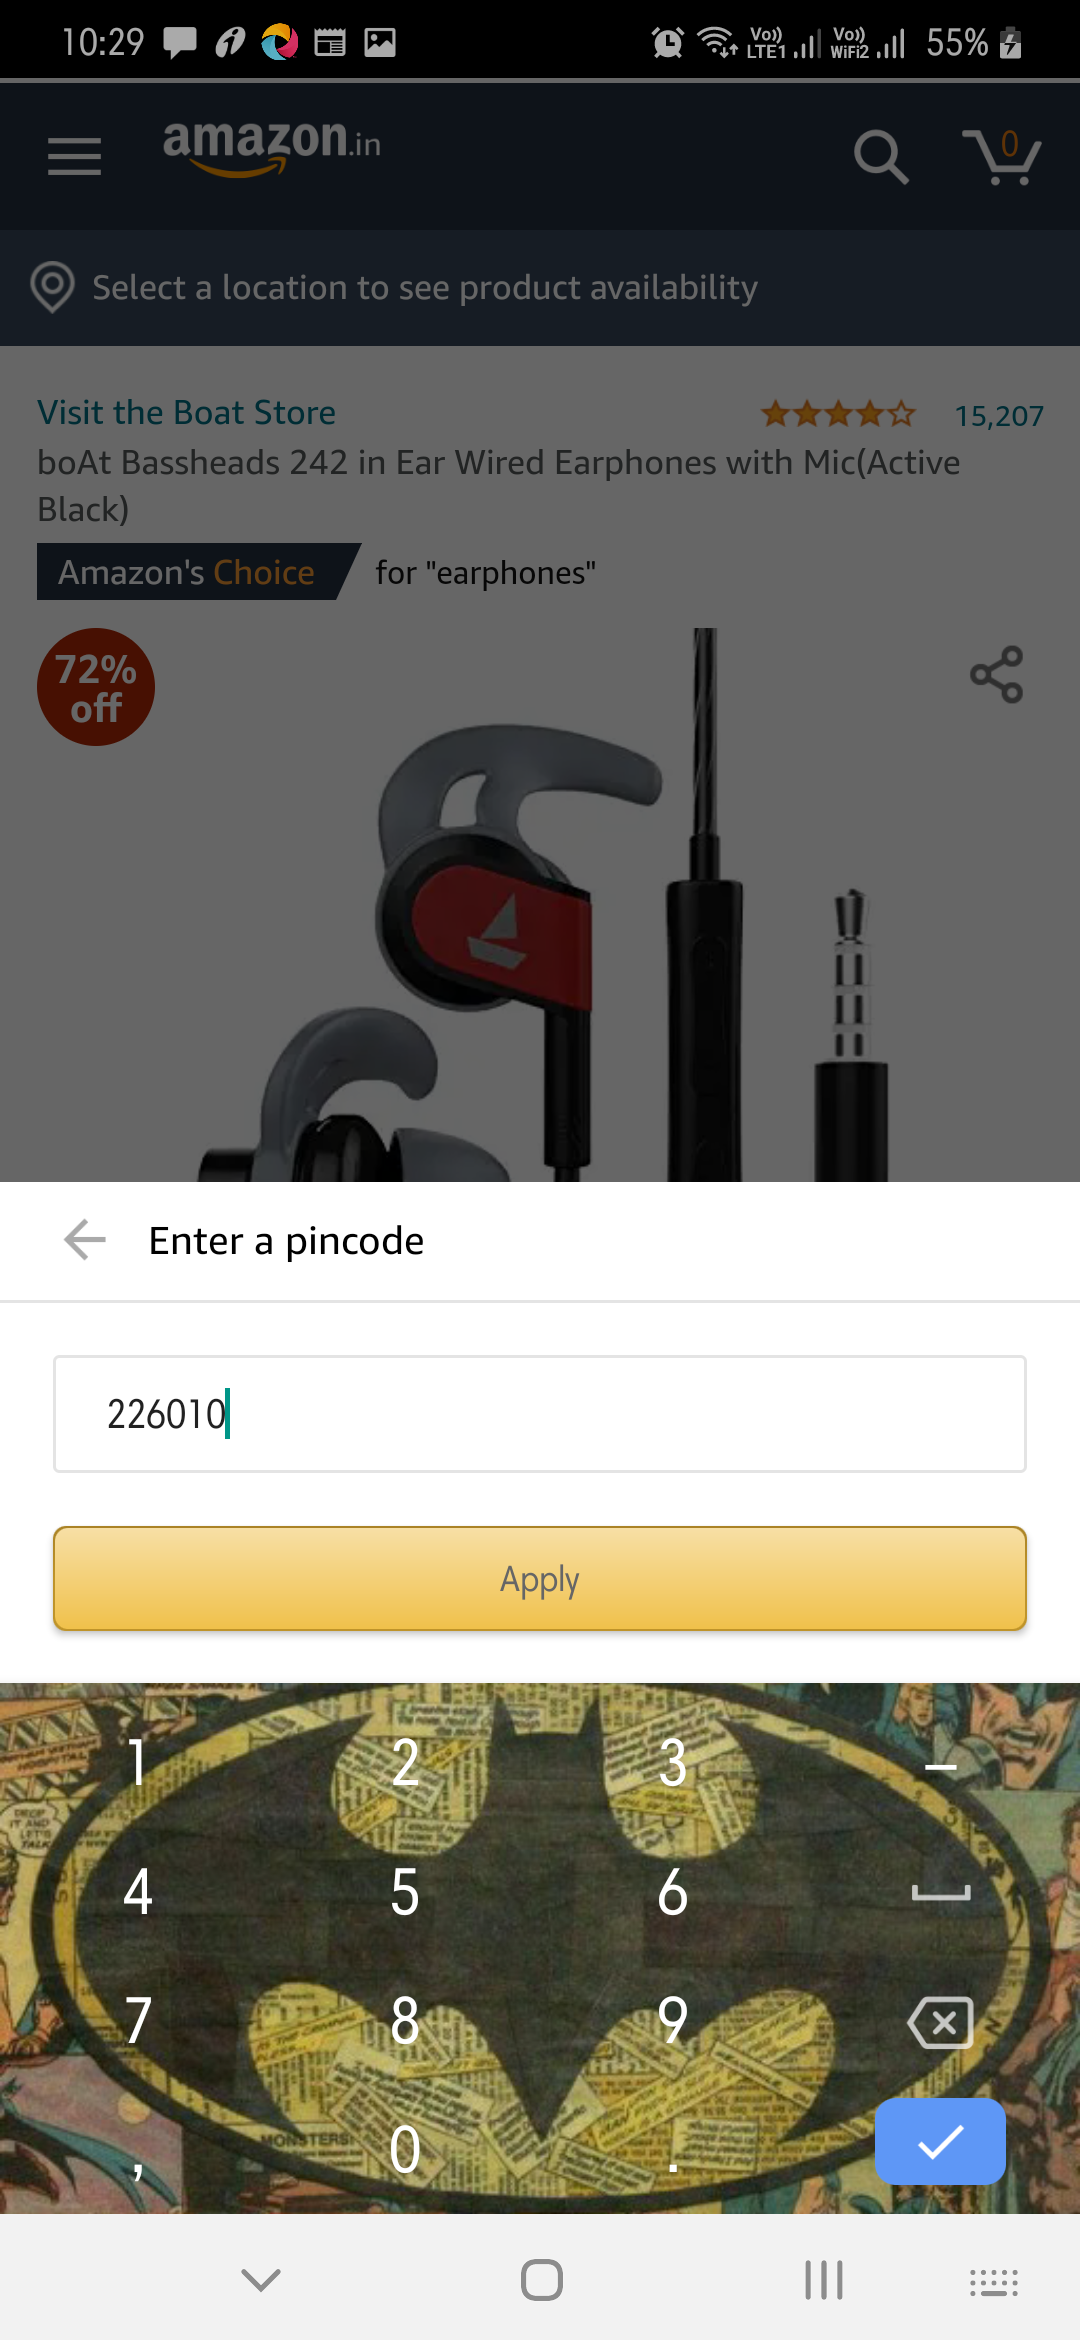 10:29 Vo)) LTE1 Vo)) WiFi2 55%
amazon.in 0
Select a location to see product availability
Visit the Boat Store 15,207
boAt Bassheads 242 in Ear Wired Earphones with Mic(Active
Black)
Amazon's Choice for "earphones"
72%
off
Enter a pincode
226010
Apply
1 2 3 –
4 5 6
7 8 9
, 0 .
MONSTERS!